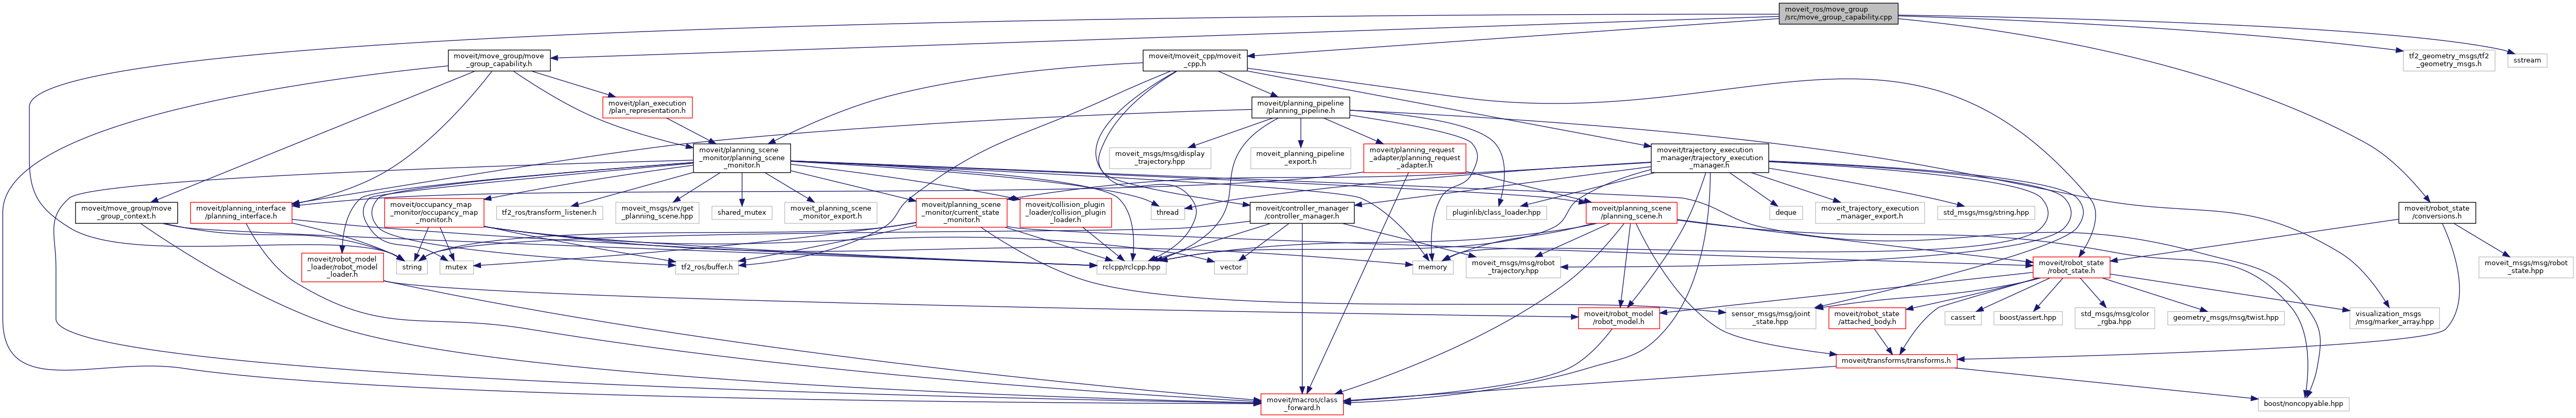 moveit_ros/move_group
/src/move_group_capability.cpp
moveit/move_group/move
_group_capability.h
moveit/moveit_cpp/moveit
_cpp.h
tf2_geometry_msgs/tf2
_geometry_msgs.h
sstream
moveit/plan_execution
/plan_representation.h
moveit/planning_pipeline
/planning_pipeline.h
moveit/planning_scene
_monitor/planning_scene
_monitor.h
moveit_msgs/msg/display
_trajectory.hpp
moveit_planning_pipeline
_export.h
moveit/planning_request
_adapter/planning_request
_adapter.h
moveit/trajectory_execution
_manager/trajectory_execution
_manager.h
moveit/move_group/move
_group_context.h
moveit/planning_interface
/planning_interface.h
moveit/occupancy_map
_monitor/occupancy_map
_monitor.h
tf2_ros/transform_listener.h
moveit_msgs/srv/get
_planning_scene.hpp
shared_mutex
moveit_planning_scene
_monitor_export.h
moveit/planning_scene
_monitor/current_state
_monitor.h
moveit/collision_plugin
_loader/collision_plugin
_loader.h
thread
moveit/controller_manager
/controller_manager.h
pluginlib/class_loader.hpp
moveit/planning_scene
/planning_scene.h
deque
moveit_trajectory_execution
_manager_export.h
std_msgs/msg/string.hpp
moveit/robot_state
/conversions.h
moveit/robot_model
_loader/robot_model
_loader.h
string
mutex
tf2_ros/buffer.h
rclcpp/rclcpp.hpp
vector
memory
moveit_msgs/msg/robot
_trajectory.hpp
moveit/robot_state
/robot_state.h
moveit_msgs/msg/robot
_state.hpp
moveit/robot_model
/robot_model.h
sensor_msgs/msg/joint
_state.hpp
moveit/robot_state
/attached_body.h
cassert
boost/assert.hpp
std_msgs/msg/color
_rgba.hpp
geometry_msgs/msg/twist.hpp
visualization_msgs
/msg/marker_array.hpp
moveit/transforms/transforms.h
moveit/macros/class
_forward.h
boost/noncopyable.hpp